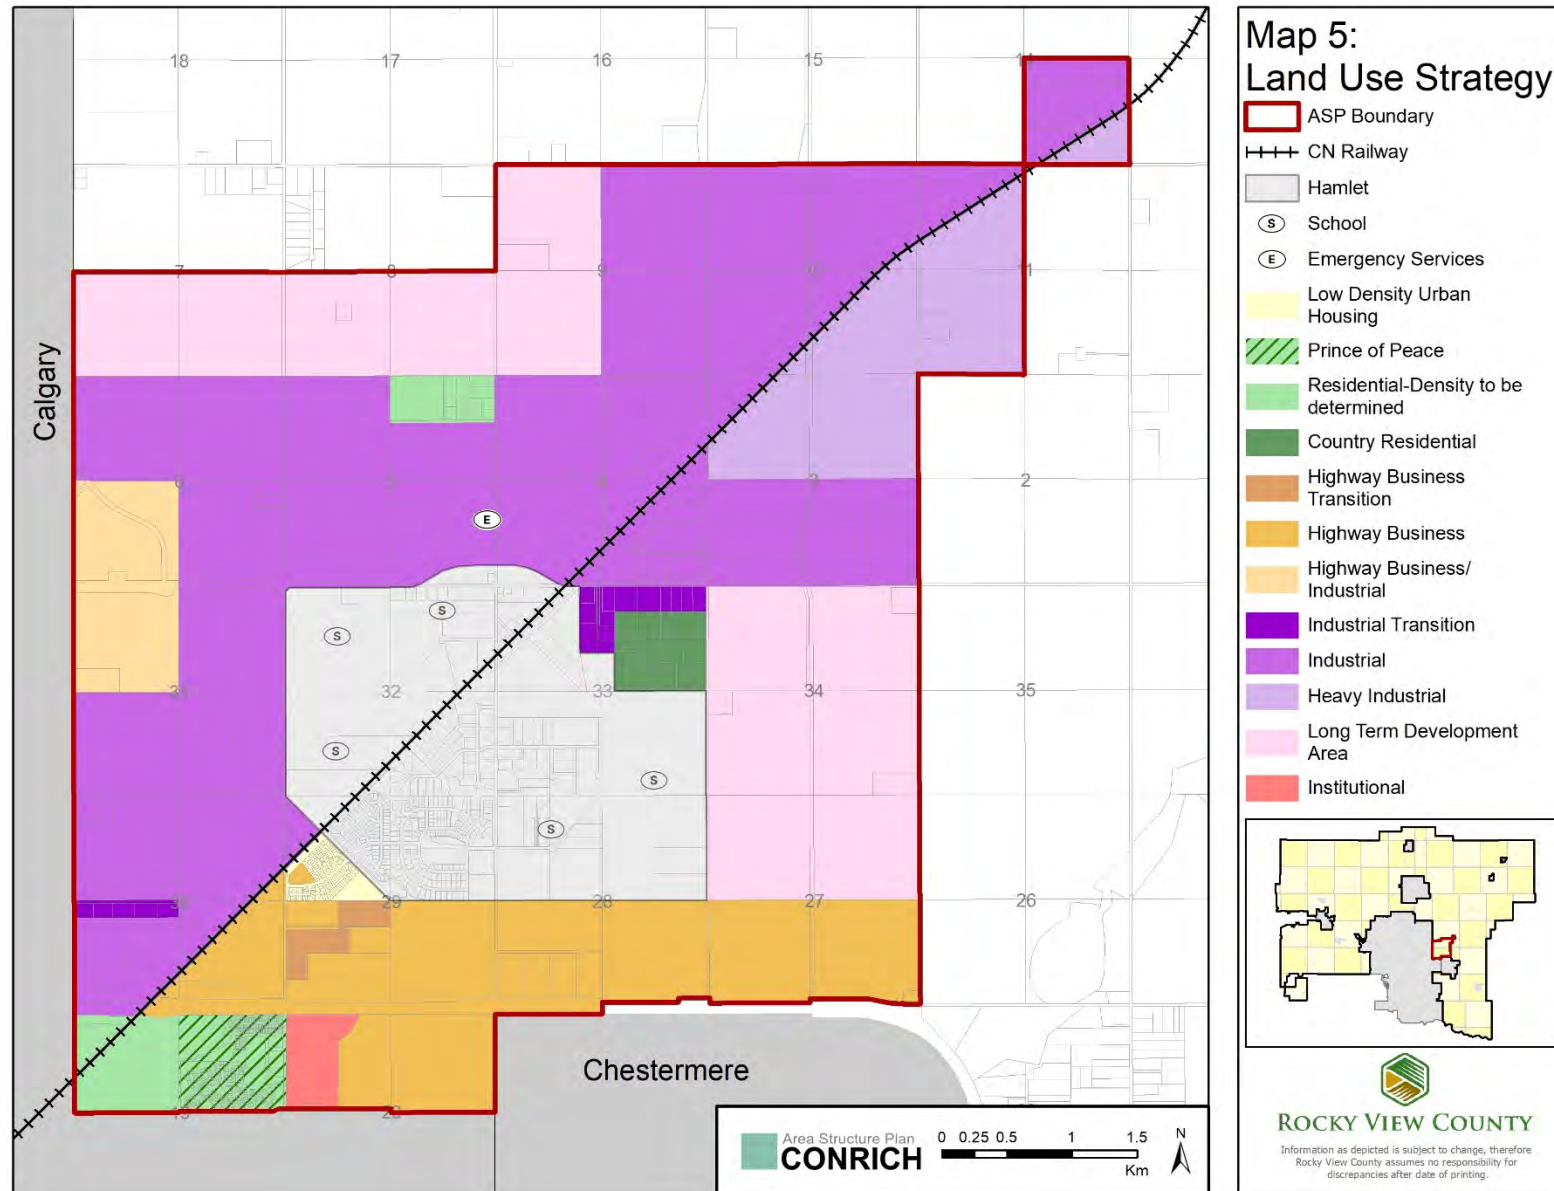 Map 5:
Land Use Strategy
ASP Boundary
CN Railway
Hamlet
S School
E Emergency Services
Low Density Urban
Housing
Prince of Peace
Residential-Density to be
determined
Country Residential
Highway Business
Transition
Highway Business
Highway Business/
Industrial
Industrial Transition
Industrial
Heavy Industrial
Long Term Development
Area
Institutional
18 17 16 15
7 8 9
Calgary
2
E
S
S
32 33 34 35
S
S
S
29 28 27 26
Chestermere
Area Structure Plan
CONRICH
0 0.25 0.5 1 1.5
Km
N
ROCKY VIEW COUNTY
Information as depicted is subject to change, therefore
Rocky View County assumes no responsibility for
discrepancies after date of printing.